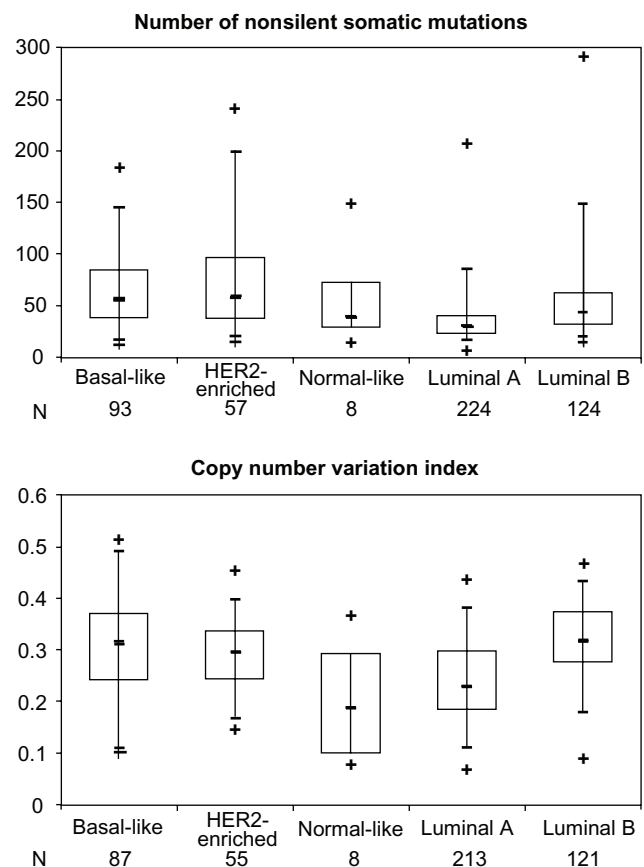 Number of nonsilent somatic mutations
300
250
200
150
100
50
0
Basal-like HER2-enriched Normal-like Luminal A Luminal B
N 93 57 8 224 124
Copy number variation index
0.6
0.5
0.4
0.3
0.2
0.1
0
Basal-like HER2-enriched Normal-like Luminal A Luminal B
N 87 55 8 213 121